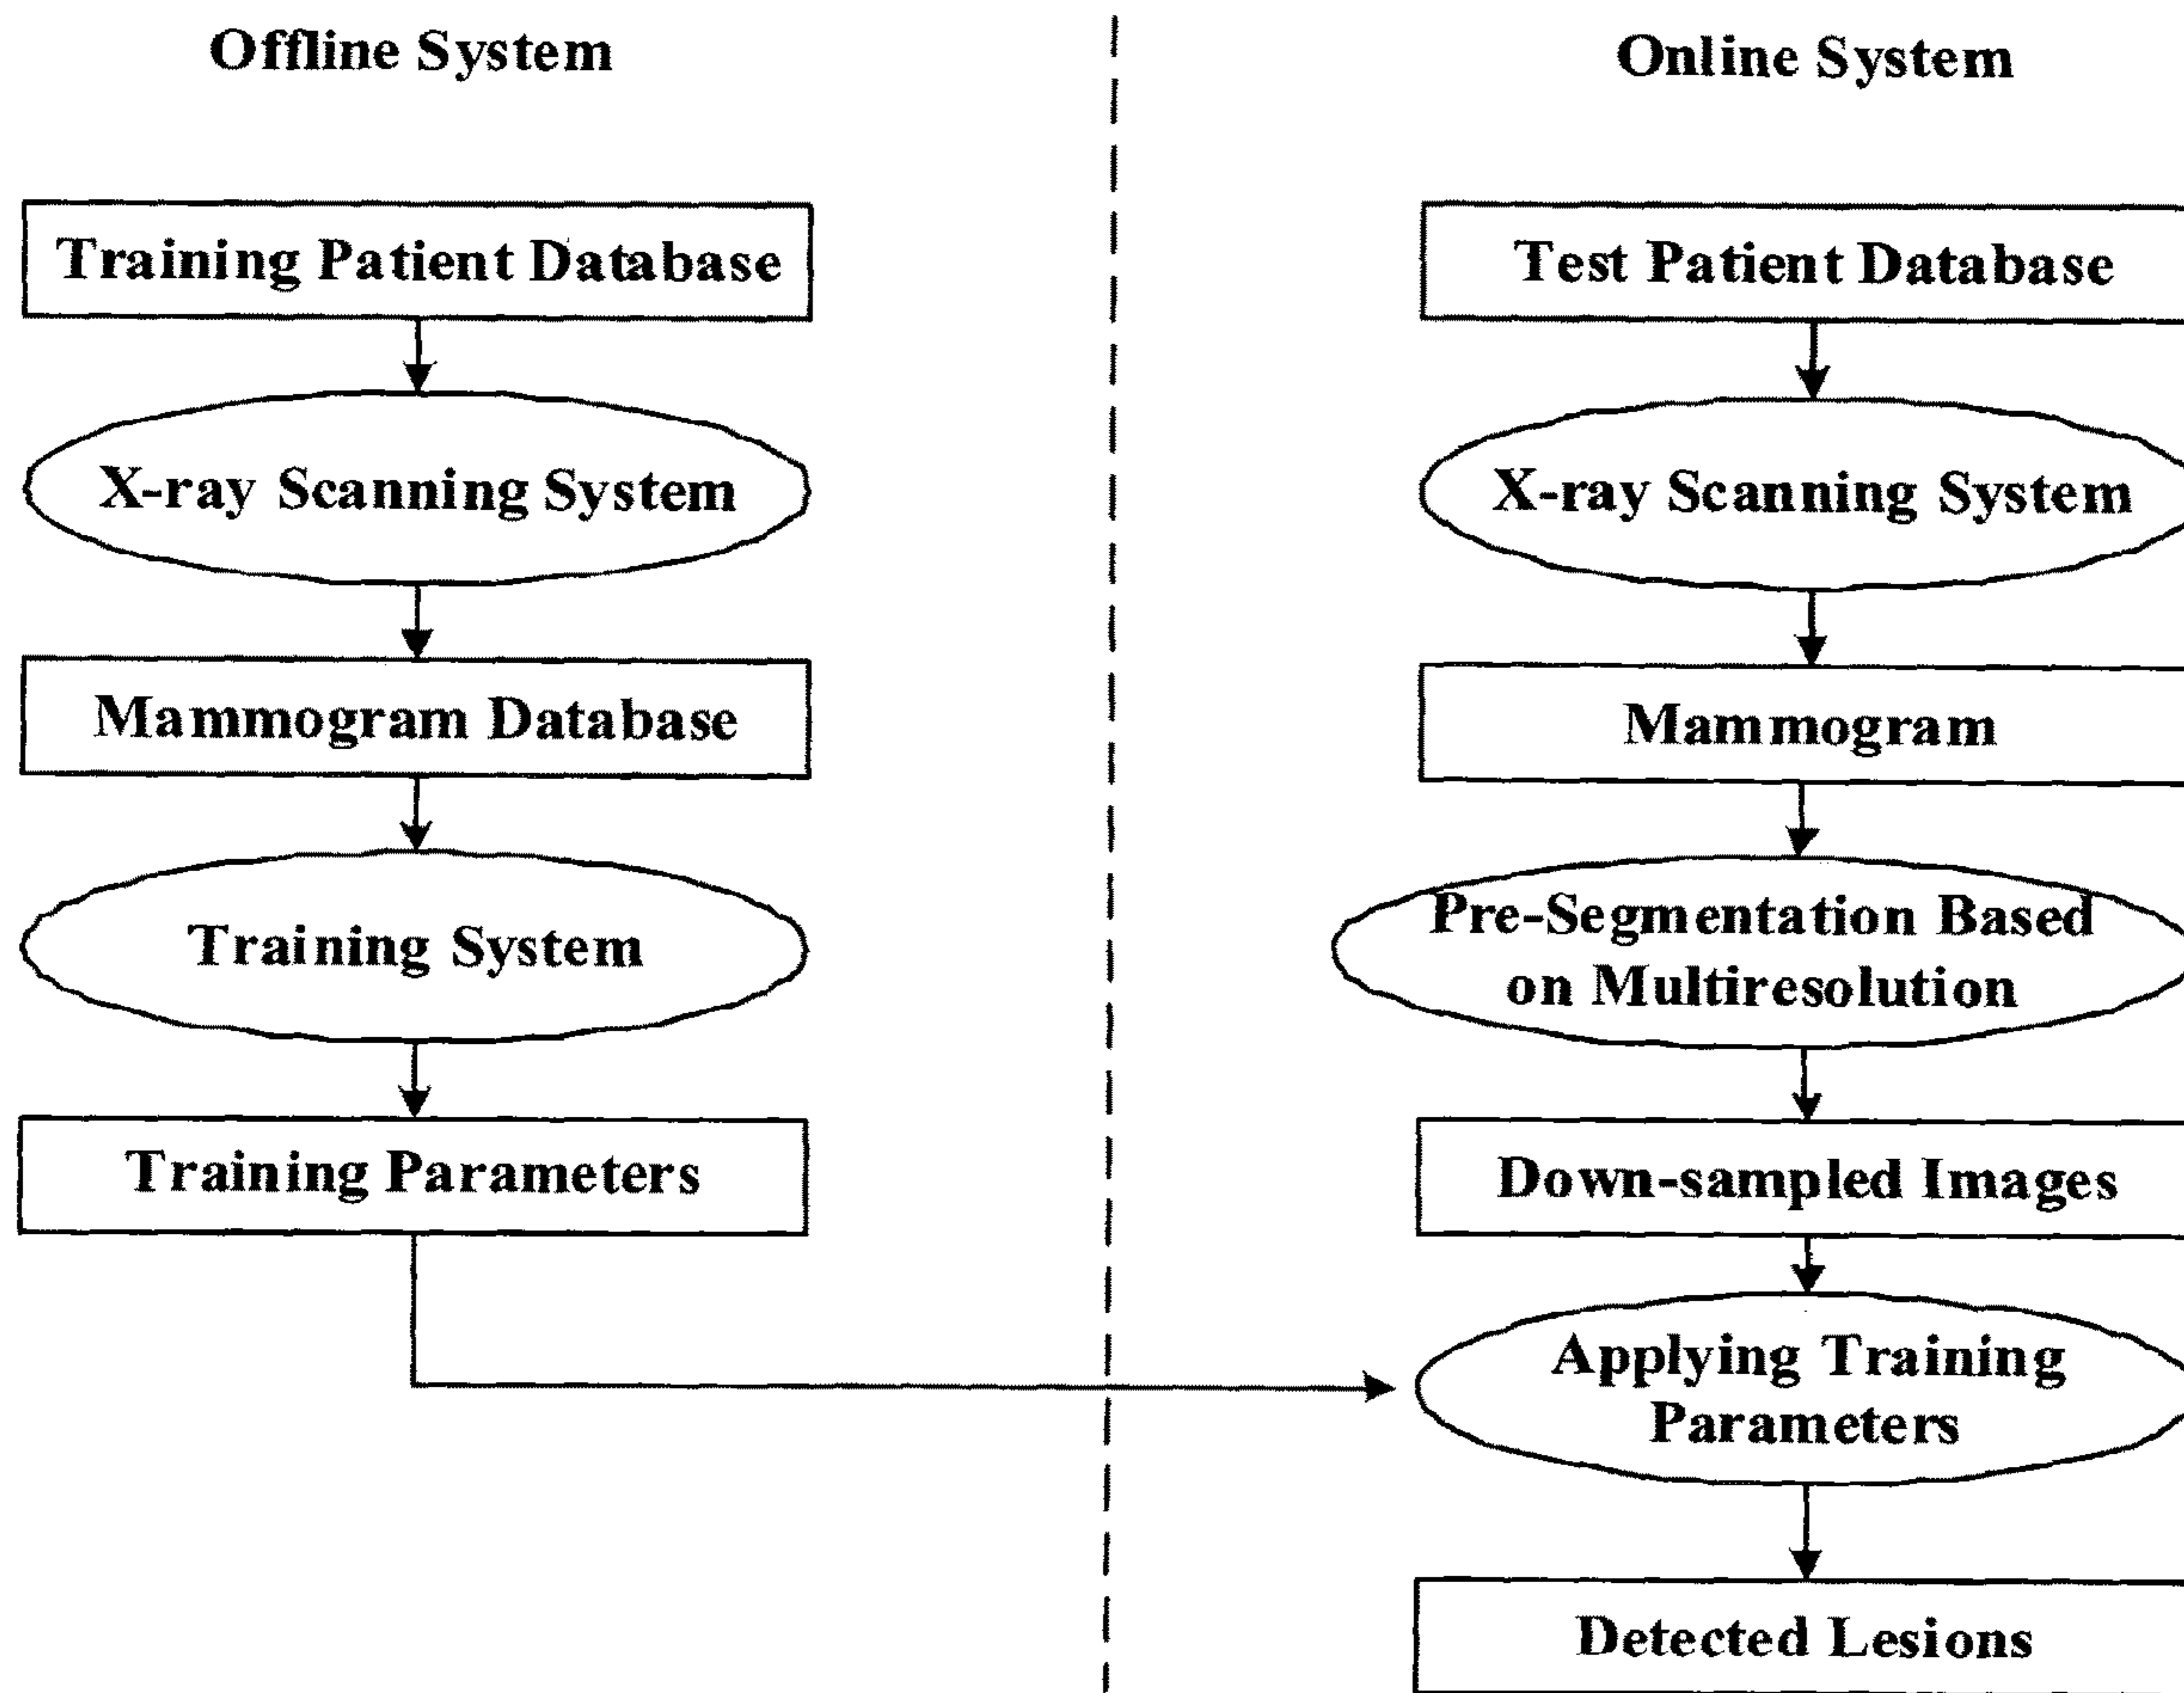 Offline System
Training Patient Database
X-ray Scanning System
Mammogram Database
Training System
Training Parameters
Online System
Test Patient Database
X-ray Scanning System
Mammogram
Pre-Segmentation Based
on Multiresolution
Down-sampled Images
Applying Training
Parameters
Detected Lesions